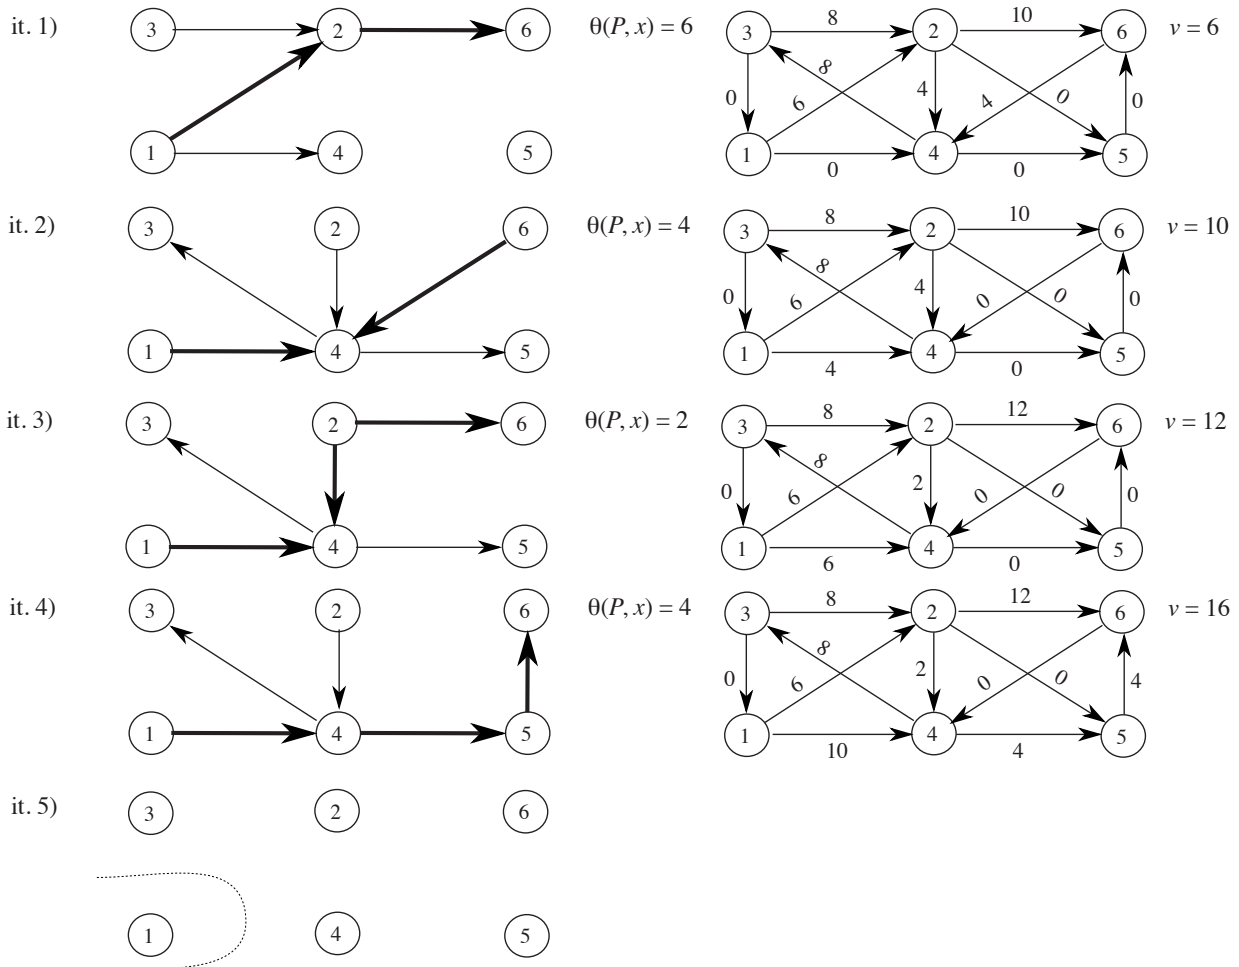 it. 1) 3 2 6 θ(P, x) = 6 3 8 2 10 6 v = 6
0 6 8 4 4 0 0
1 4 5 1 0 4 0 5
it. 2) 3 2 6 θ(P, x) = 4 3 8 2 10 6 v = 10
0 6 8 4 0 0 0
1 4 5 1 4 4 0 5
it. 3) 3 2 6 θ(P, x) = 2 3 8 2 12 6 v = 12
0 6 8 2 0 0 0
1 4 5 1 6 4 0 5
it. 4) 3 2 6 θ(P, x) = 4 3 8 2 12 6 v = 16
0 6 8 2 0 0 4
1 4 5 1 10 4 4 5
it. 5) 3 2 6
1 4 5